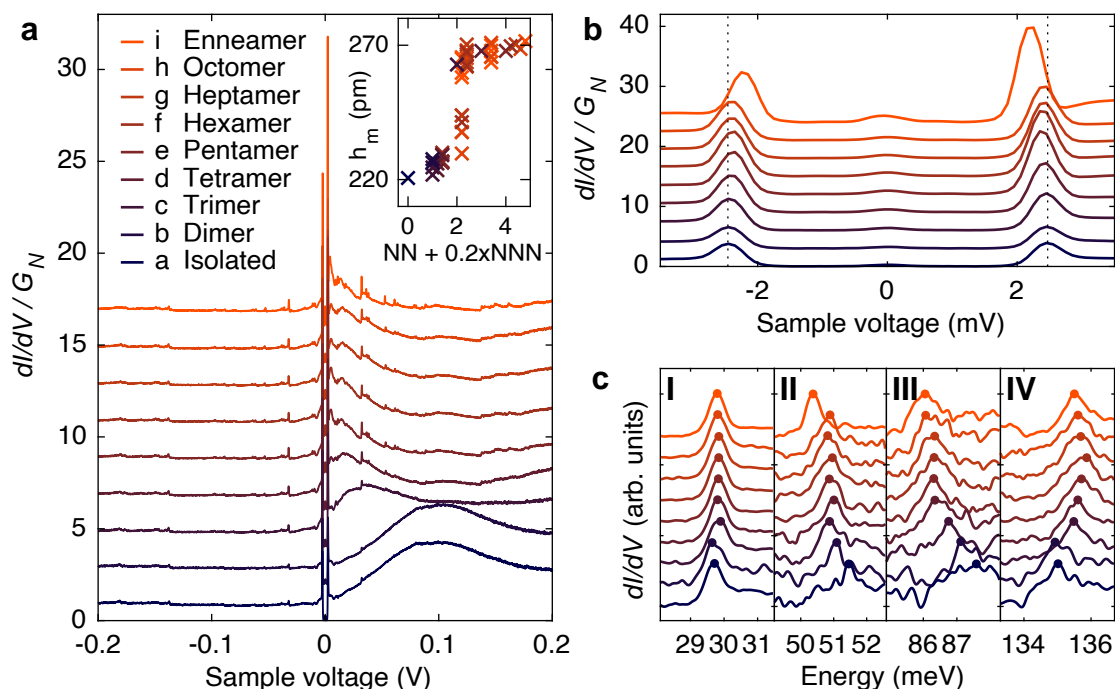 a
i Enneamer
h Octomer
g Heptamer
f Hexamer
e Pentamer
d Tetramer
c Trimer
b Dimer
a Isolated
30
25
20
15
10
5
0
dI/dV / G_N
-0.2
-0.1
0
0.1
0.2
Sample voltage (V)
270
220
h_m (pm)
0
2
4
NN + 0.2xNNN
b
40
30
20
10
0
dI/dV / G_N
-2
0
2
Sample voltage (mV)
c
I
II
III
IV
dI/dV (arb. units)
29 30 31
50 51 52
86 87
134 136
Energy (meV)